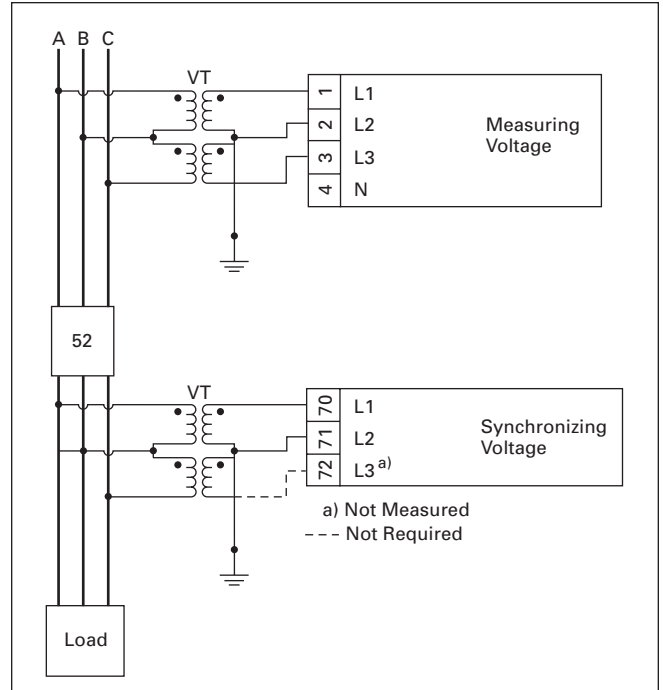 A B C
VT
1 L1
2 L2
3 L3
4 N
Measuring
Voltage
52
VT
70 L1
71 L2
72 L3 a)
Synchronizing
Voltage
a) Not Measured
--- Not Required
Load